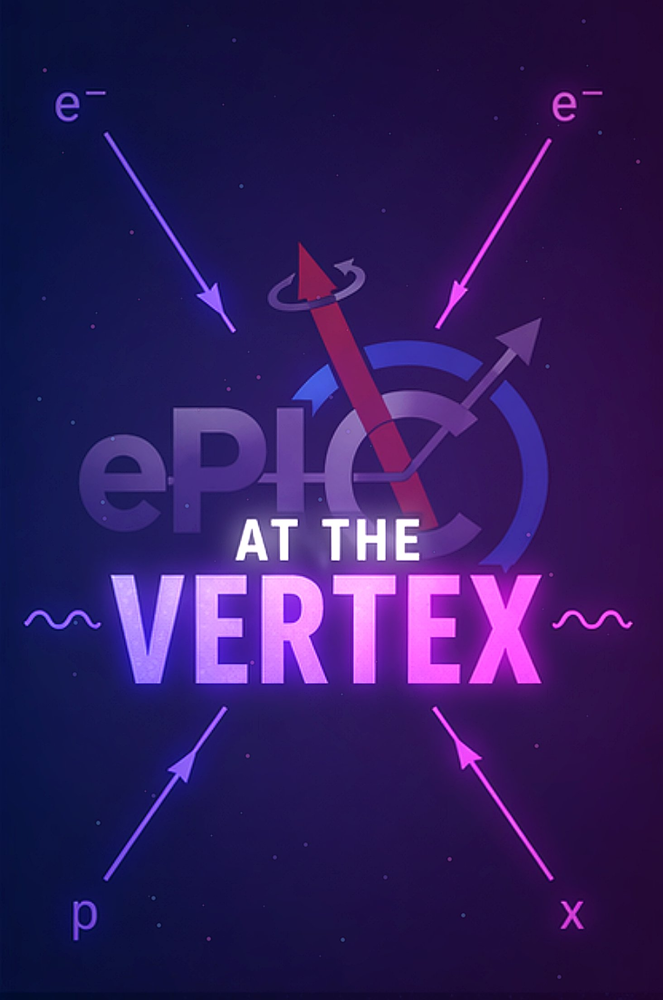 e⁻ e⁻
ePIC
AT THE
VERTEX
p x